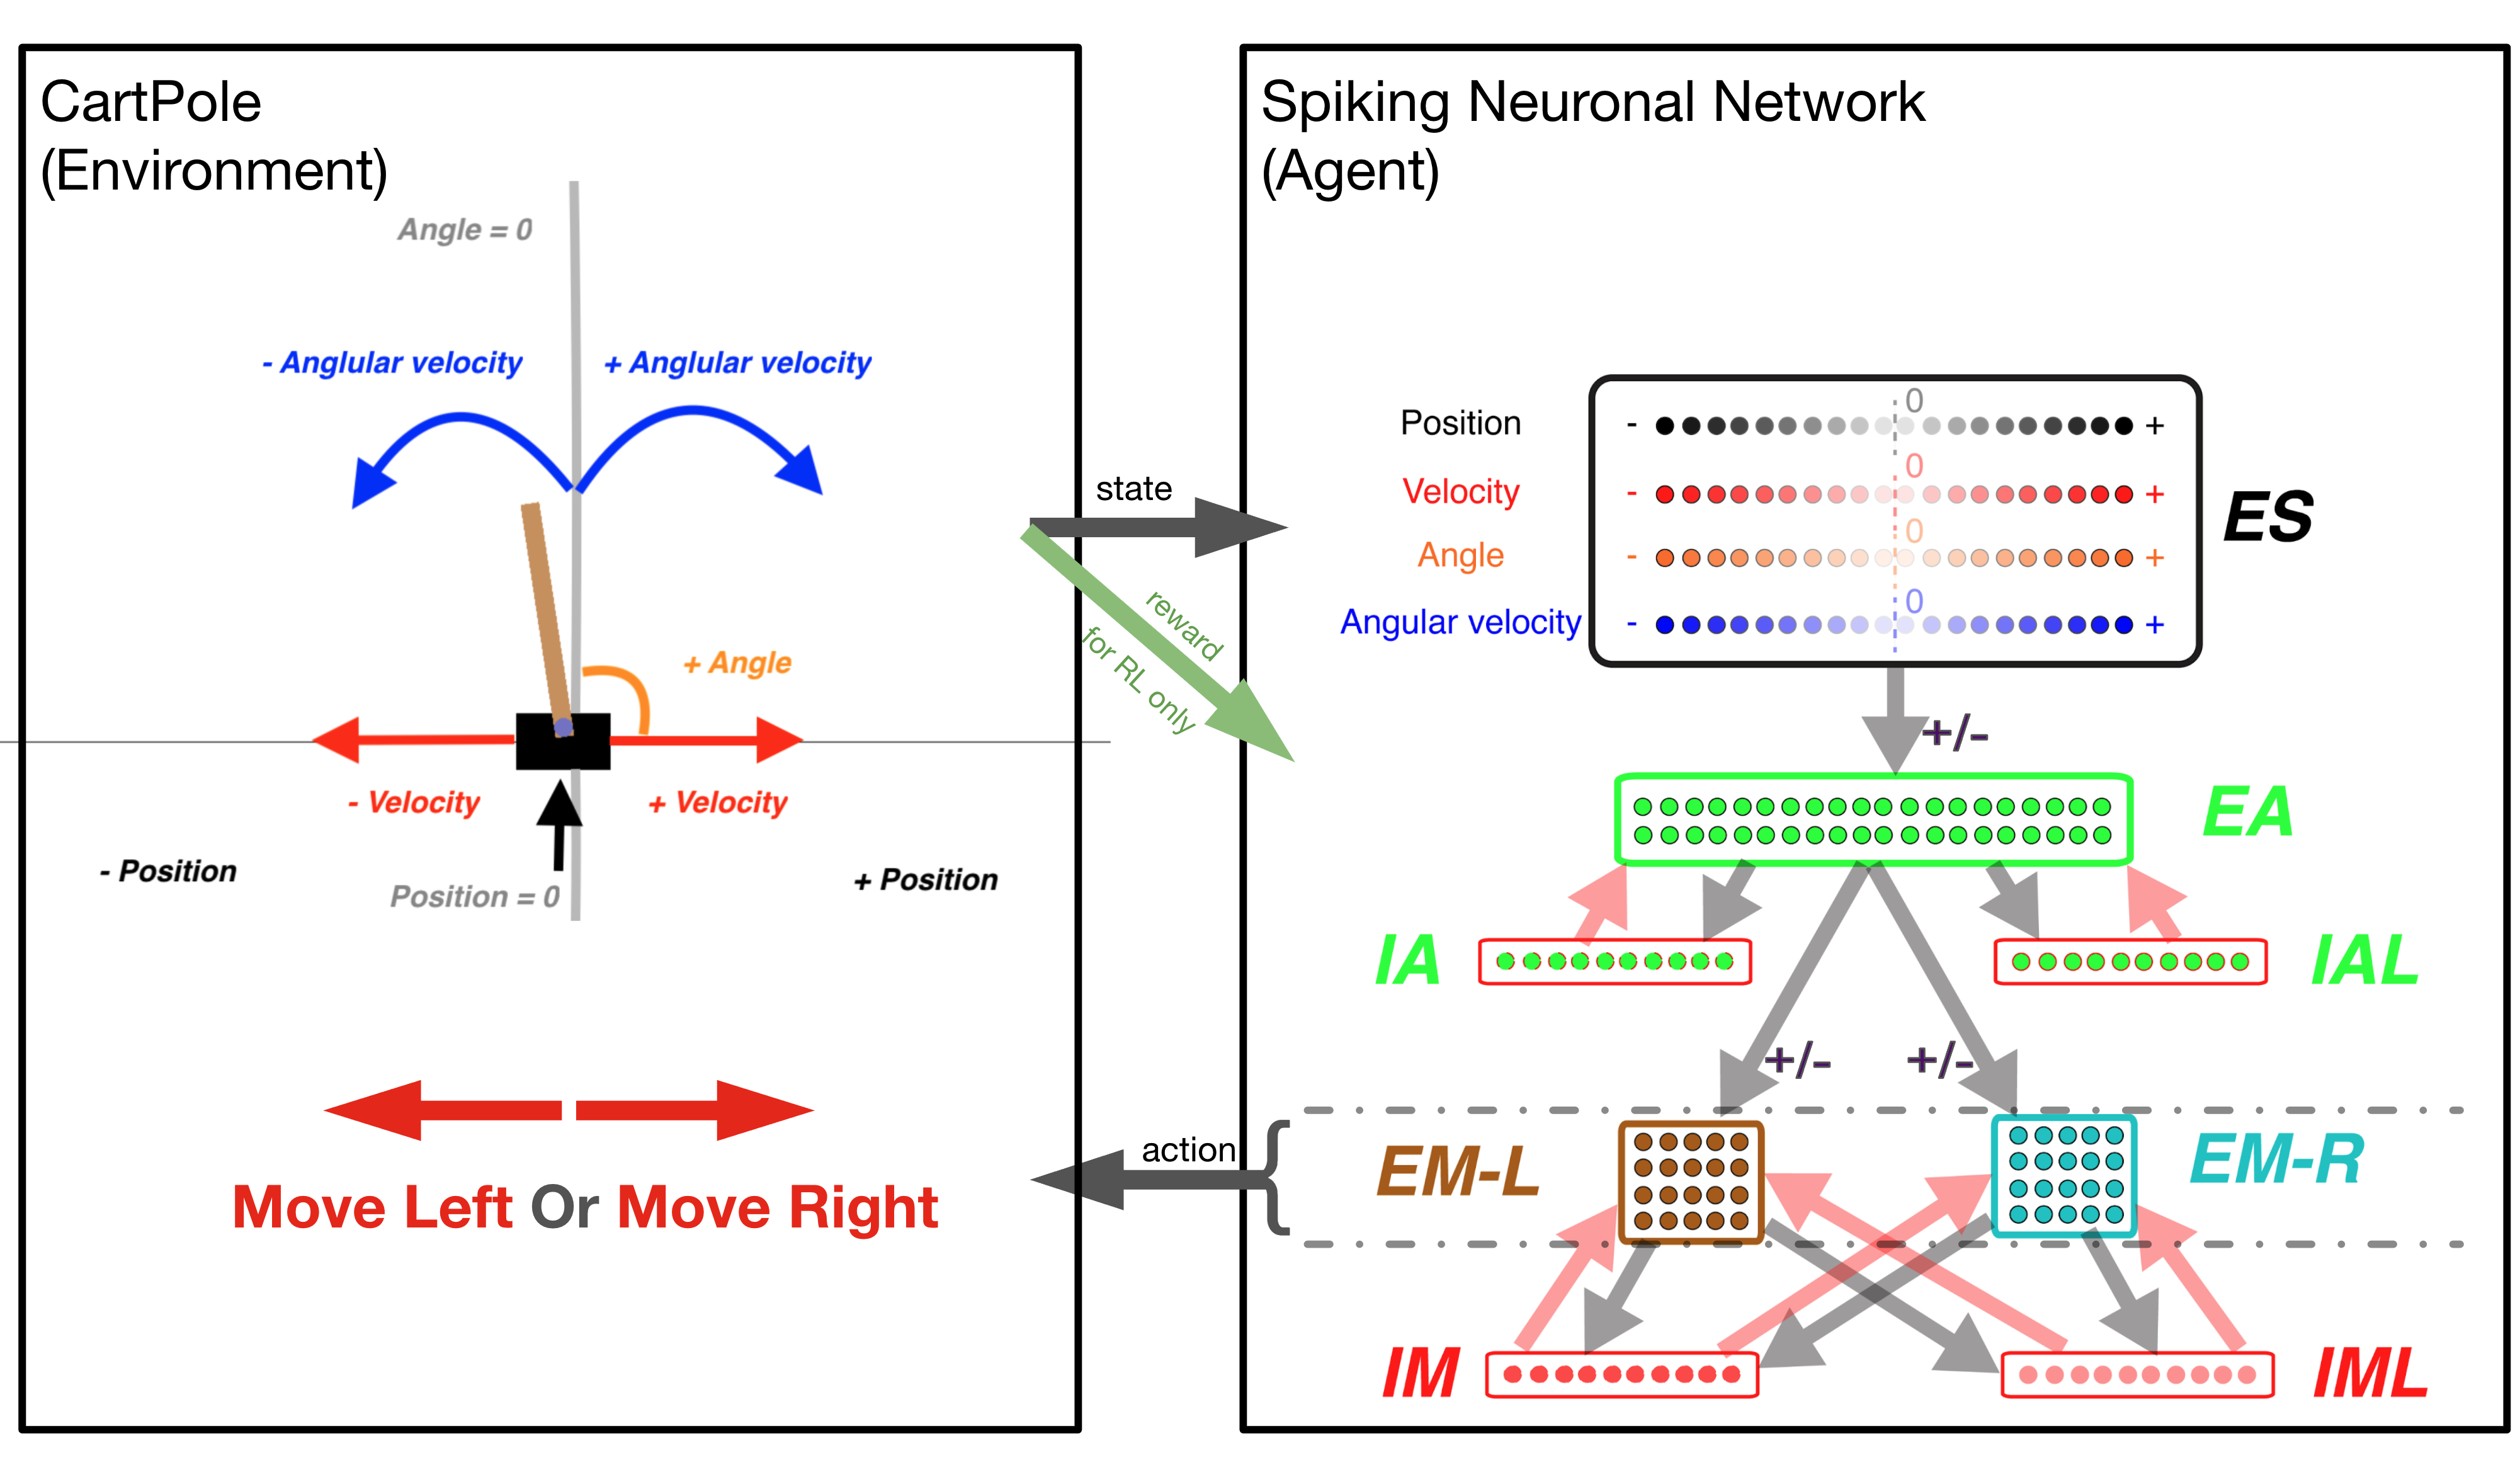 CartPole
(Environment)
Angle = 0
- Anglular velocity
+ Anglular velocity
+ Angle
- Velocity
+ Velocity
- Position
Position = 0
+ Position
Move Left Or Move Right
state
reward
for RL only
action
Spiking Neuronal Network
(Agent)
0
Position - +
0
Velocity - +
ES
0
Angle - +
0
Angular velocity - +
+/-
EA
IA
IAL
+/- +/-
EM-L
EM-R
IM
IML